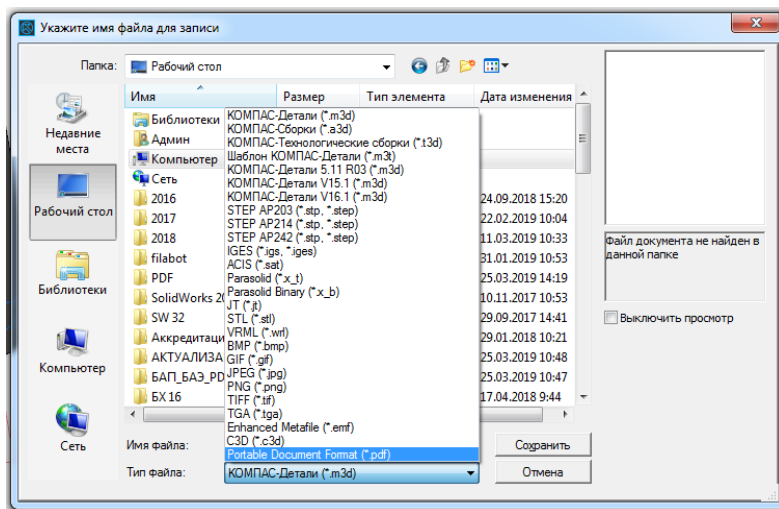 Укажите имя файла для записи
Папка: Рабочий стол
Имя Размер Тип элемента Дата изменения
Недавние места
Рабочий стол
Библиотеки
Компьютер
Сеть
Библиотеки
Админ
Компьютер
Сеть
2016 24.09.2018 15:20
2017 22.02.2019 10:04
2018 11.03.2019 10:33
filabot 31.01.2019 10:53
PDF 25.03.2019 14:19
SolidWorks 10.11.2017 10:53
SW 32 29.09.2017 14:41
Аккредитаци 29.01.2018 10:21
АКТУАЛИЗА 25.03.2019 10:48
БАП_БАЭ_PD 25.03.2019 10:47
БХ 16 17.04.2018 9:44
КОМПАС-Детали (*.m3d)
КОМПАС-Сборки (*.a3d)
КОМПАС-Технологические сборки (*.t3d)
Шаблон КОМПАС-Детали (*.m3t)
КОМПАС-Детали 5.11 R03 (*.m3d)
КОМПАС-Детали V15.1 (*.m3d)
КОМПАС-Детали V16.1 (*.m3d)
STEP AP203 (*.stp, *.step)
STEP AP214 (*.stp, *.step)
STEP AP242 (*.stp, *.step)
IGES (*.igs, *.iges)
ACIS (*.sat)
Parasolid (*.x_t)
Parasolid Binary (*.x_b)
JT (*.jt)
STL (*.stl)
VRML (*.wrl)
BMP (*.bmp)
GIF (*.gif)
JPEG (*.jpg)
PNG (*.png)
TIFF (*.tif)
TGA (*.tga)
Enhanced Metafile (*.emf)
C3D (*.c3d)
Portable Document Format (*.pdf)
Имя файла:
Сохранить
Тип файла: КОМПАС-Детали (*.m3d)
Отмена
Файл документа не найден в
данной папке
Выключить просмотр